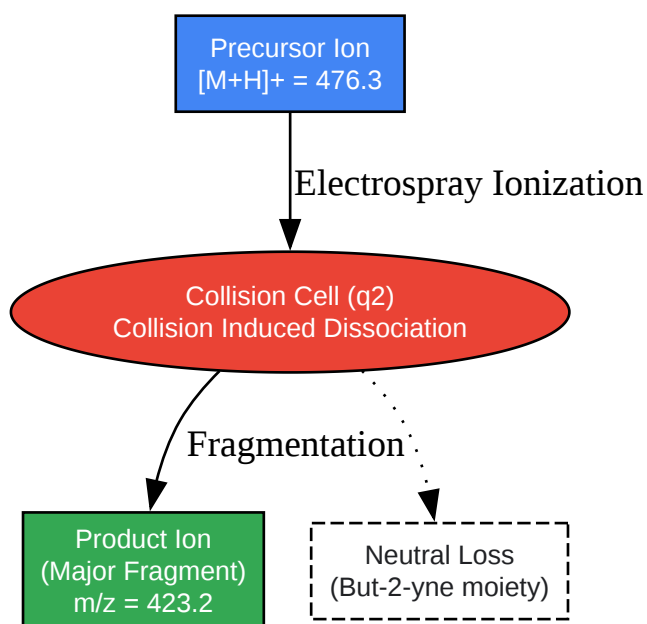 Precursor Ion
[M+H]+ = 476.3
Electrospray Ionization
Collision Cell (q2)
Collision Induced Dissociation
Fragmentation
Product Ion
(Major Fragment)
m/z = 423.2
Neutral Loss
(But-2-yne moiety)